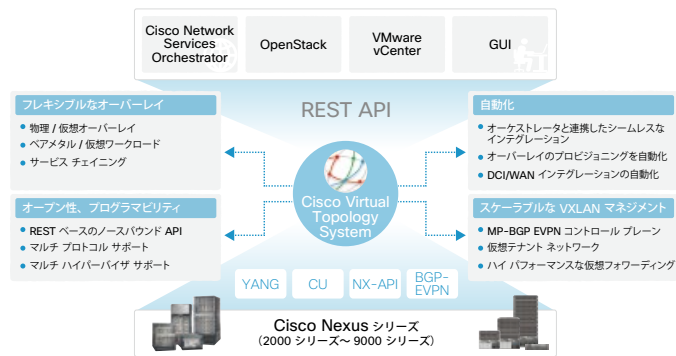 Cisco Network
Services
Orchestrator
OpenStack
VMware
vCenter
GUI
REST API
フレキシブルなオーバーレイ
物理 / 仮想オーバーレイ
ベアメタル / 仮想ワークロード
サービス チェイニング
自動化
オーケストレータと連携したシームレスな
インテグレーション
オーバーレイのプロビジョニングを自動化
DCI/WAN インテグレーションの自動化
Cisco Virtual
Topology
System
オープン性、プログラマビリティ
REST ベースのノースバウンド API
マルチ プロトコル サポート
マルチ ハイパーバイザ サポート
スケーラブルな VXLAN マネジメント
MP-BGP EVPN コントロール プレーン
仮想テナント ネットワーク
ハイ パフォーマンスな仮想フォワーディング
YANG
CU
NX-API
BGP-
EVPN
Cisco Nexus シリーズ
（2000 シリーズ～ 9000 シリーズ）